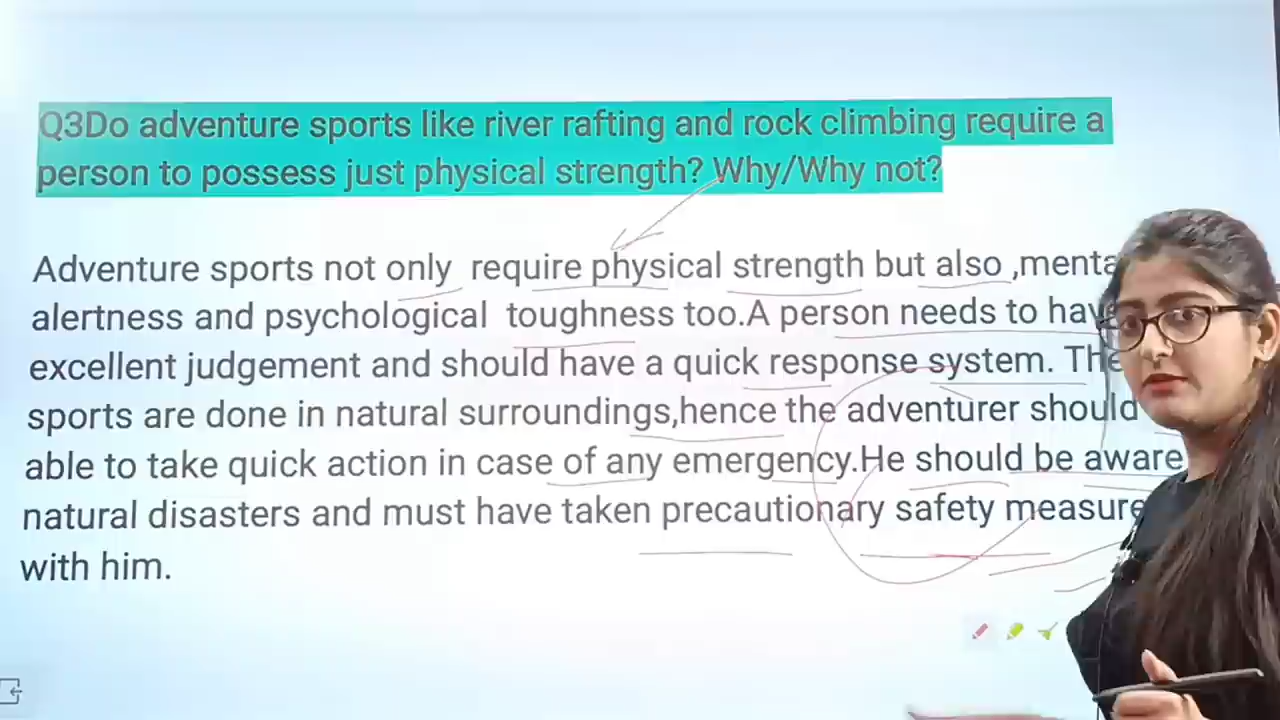 Q3Do adventure sports like river rafting and rock climbing require a
person to possess just physical strength? Why/Why not?
Adventure sports not only require physical strength but also ,menta
alertness and psychological toughness too.A person needs to hav
excellent judgement and should have a quick response system. The
sports are done in natural surroundings,hence the adventurer should
able to take quick action in case of any emergency.He should be aware
natural disasters and must have taken precautionary safety measure
with him.